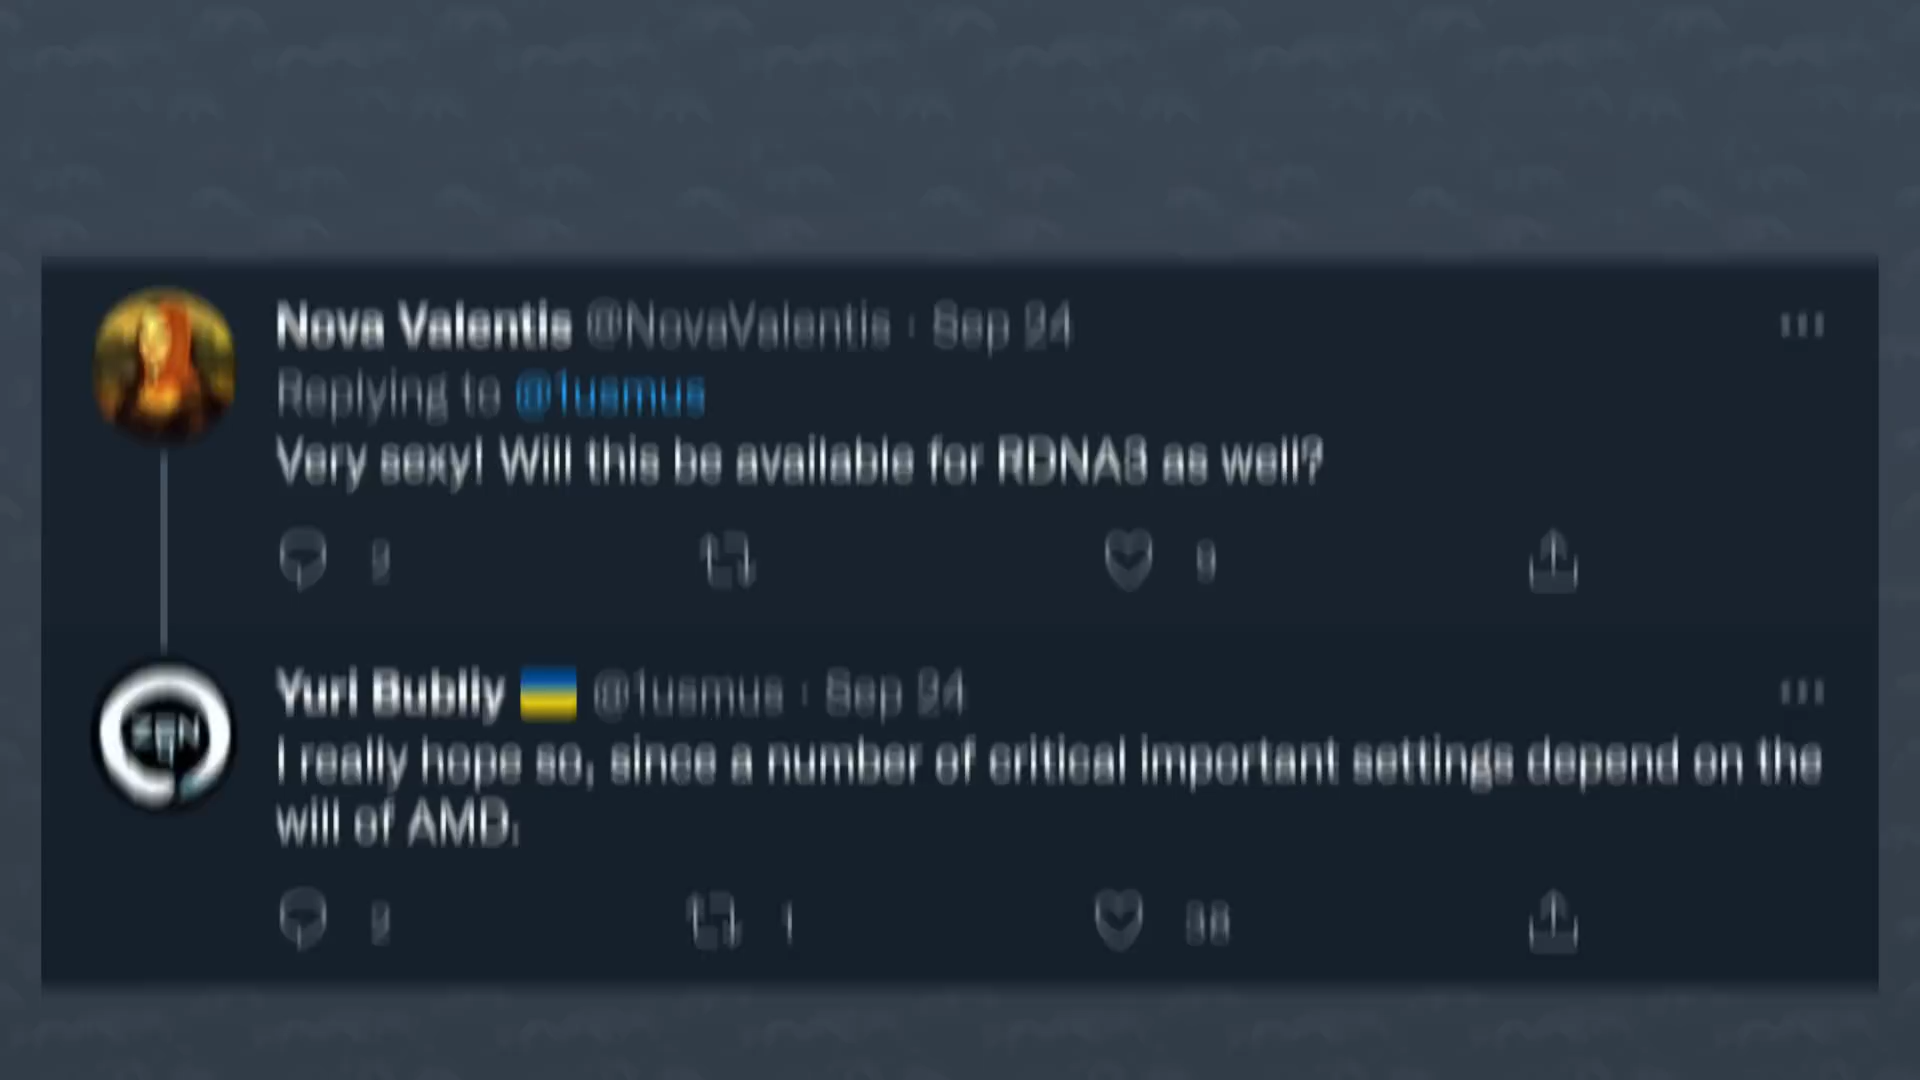 Nova Valentis @NovaValentis · Sep 24
Replying to @1usmus
Very sexy! Will this be available for RDNA3 as well?
Yuri Bubliy @1usmus · Sep 24
I really hope so, since a number of critical important settings depend on the
will of AMD.
1